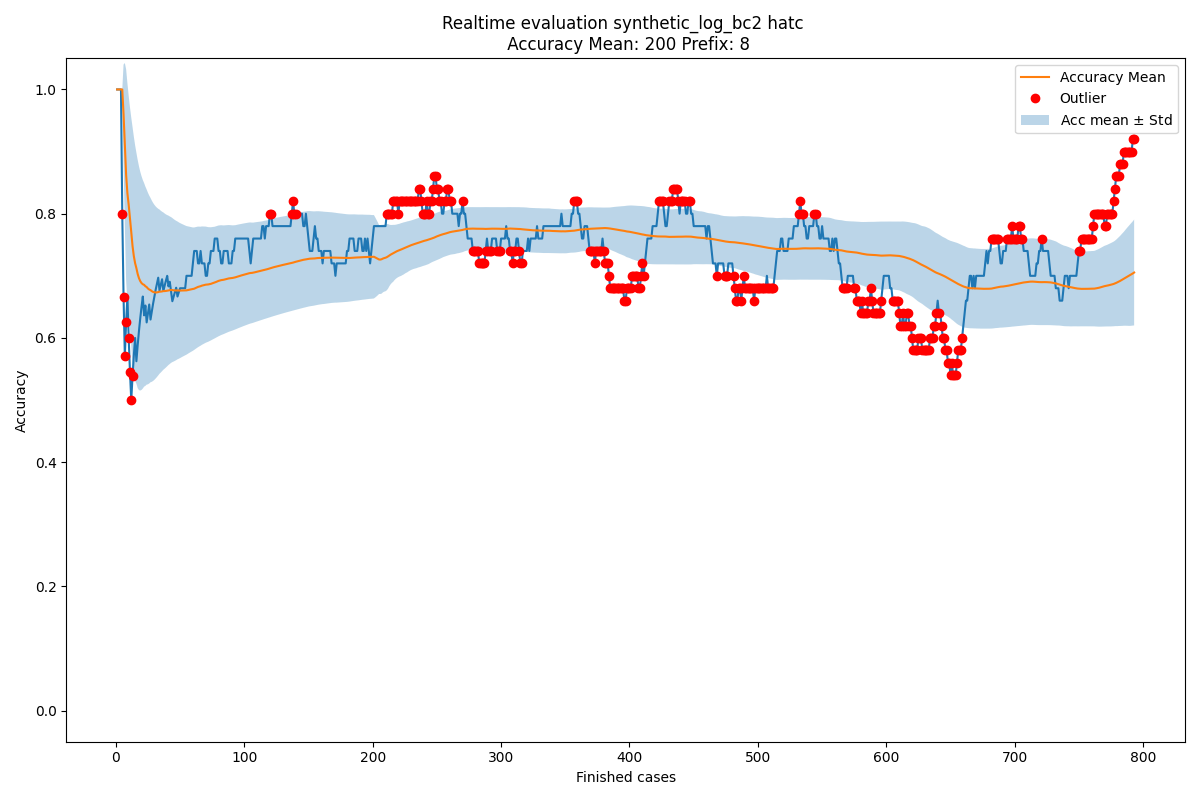 Realtime evaluation synthetic_log_bc2 hatc
Accuracy Mean: 200 Prefix: 8
Accuracy Mean
Outlier
Acc mean ± Std
Accuracy
1.0
0.8
0.6
0.4
0.2
0.0
0 100 200 300 400 500 600 700 800
Finished cases